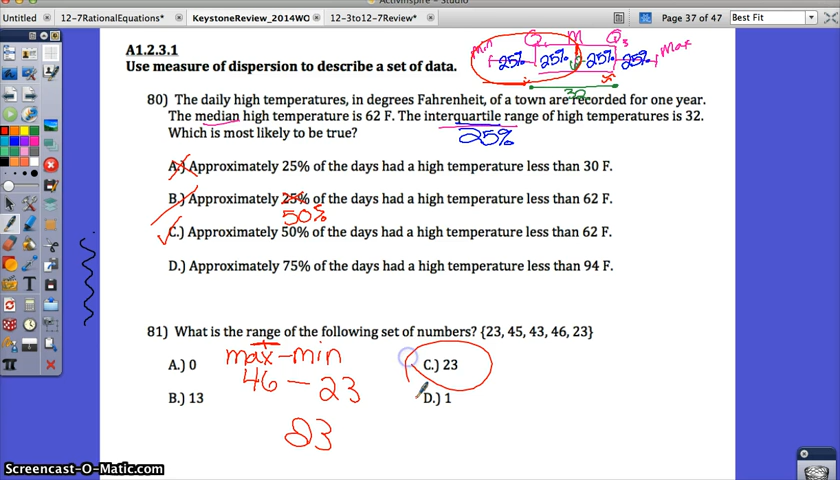 ActivInspire - Studio
Untitled
12-7RationalEquations*
KeystoneReview_2014WO
12-3to12-7Review*
Page 37 of 47
Best Fit
A1.2.3.1
Use measure of dispersion to describe a set of data.
Min Q1 M Q3 Max
25% 25% 25% 25%
32
80) The daily high temperatures, in degrees Fahrenheit, of a town are recorded for one year.
The median high temperature is 62 F. The interquartile range of high temperatures is 32.
Which is most likely to be true?
25%
A.) Approximately 25% of the days had a high temperature less than 30 F.
B.) Approximately 25% of the days had a high temperature less than 62 F.
50%
C.) Approximately 50% of the days had a high temperature less than 62 F.
D.) Approximately 75% of the days had a high temperature less than 94 F.
81) What is the range of the following set of numbers? {23, 45, 43, 46, 23}
max-min
A.) 0
C.) 23
46 - 23
B.) 13
D.) 1
23
Screencast-O-Matic.com